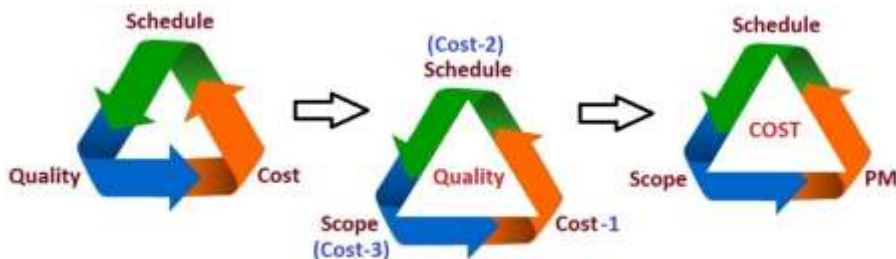 Schedule
Quality
Cost
(Cost-2)
Schedule
Quality
Scope
(Cost-3)
Cost-1
Schedule
COST
Scope
PM